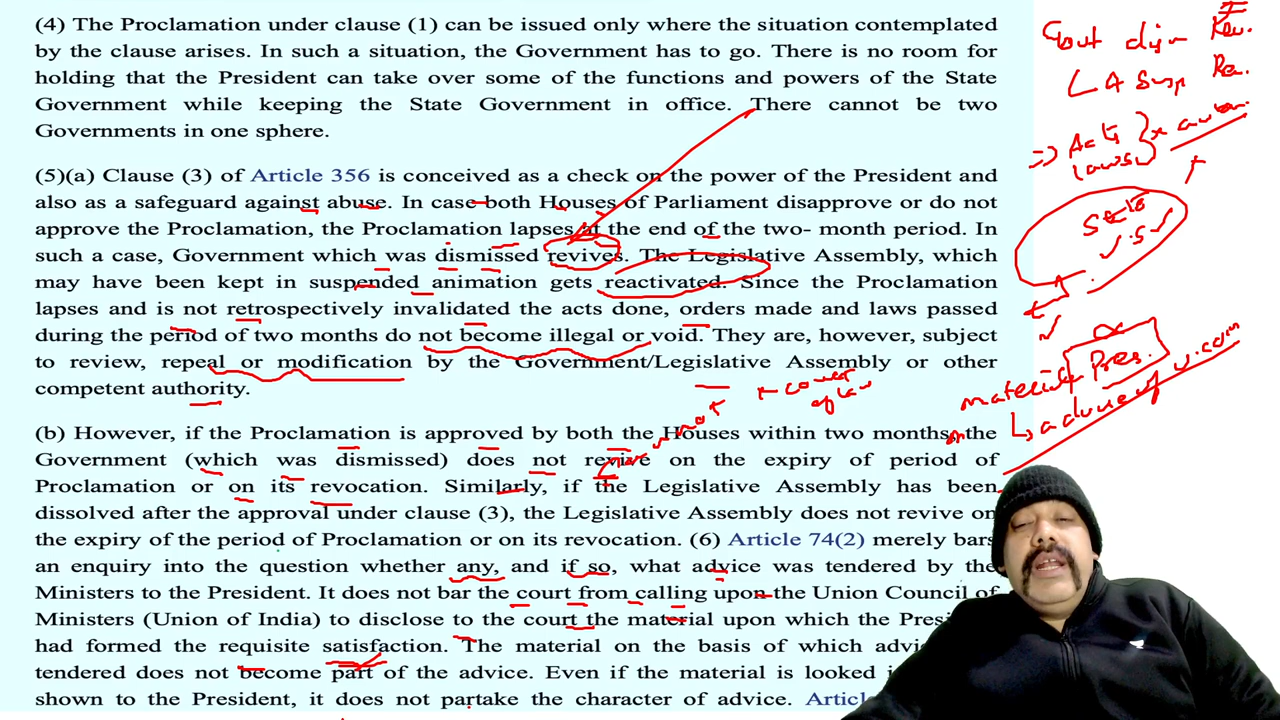 (4) The Proclamation under clause (1) can be issued only where the situation contemplated
by the clause arises. In such a situation, the Government has to go. There is no room for
holding that the President can take over some of the functions and powers of the State
Government while keeping the State Government in office. There cannot be two
Governments in one sphere.
(5)(a) Clause (3) of Article 356 is conceived as a check on the power of the President and
also as a safeguard against abuse. In case both Houses of Parliament disapprove or do not
approve the Proclamation, the Proclamation lapses at the end of the two- month period. In
such a case, Government which was dismissed revives. The Legislative Assembly, which
may have been kept in suspended animation gets reactivated. Since the Proclamation
lapses and is not retrospectively invalidated the acts done, orders made and laws passed
during the period of two months do not become illegal or void. They are, however, subject
to review, repeal or modification by the Government/Legislative Assembly or other
competent authority.
(b) However, if the Proclamation is approved by both the Houses within two months, the
Government (which was dismissed) does not revive on the expiry of period of
Proclamation or on its revocation. Similarly, if the Legislative Assembly has been
dissolved after the approval under clause (3), the Legislative Assembly does not revive on
the expiry of the period of Proclamation or on its revocation. (6) Article 74(2) merely bars
an enquiry into the question whether any, and if so, what advice was tendered by the
Ministers to the President. It does not bar the court from calling upon the Union Council of
Ministers (Union of India) to disclose to the court the material upon which the Pres
had formed the requisite satisfaction. The material on the basis of which advi
tendered does not become part of the advice. Even if the material is looked i
shown to the President, it does not partake the character of advice. Articl
Govt
Rev.
LA Susp
Acts
laws
material Pres.
advice of
court
of law